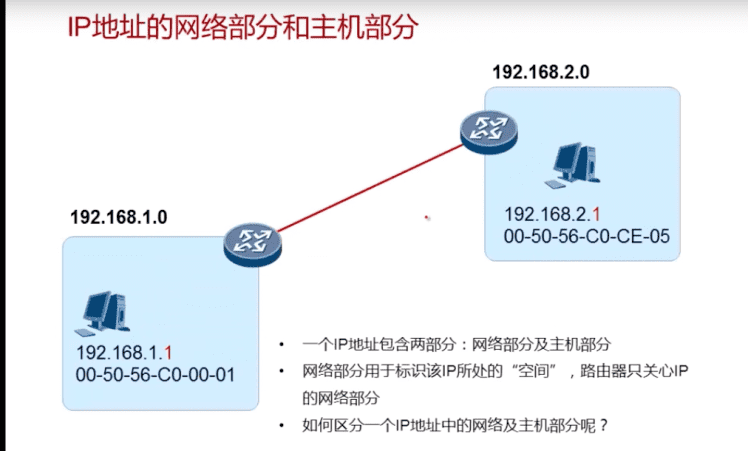 IP地址的网络部分和主机部分
192.168.2.0
192.168.2.1
00-50-56-C0-CE-05
192.168.1.0
192.168.1.1
00-50-56-C0-00-01
• 一个IP地址包含两部分：网络部分及主机部分
• 网络部分用于标识该IP所处的“空间”，路由器只关心IP
的网络部分
• 如何区分一个IP地址中的网络及主机部分呢？